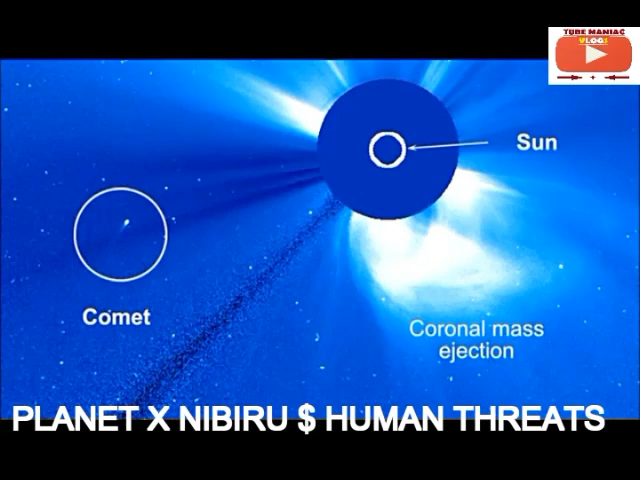 TUBE MANIAC
VLOGS
Sun
Comet
Coronal mass
ejection
PLANET X NIBIRU $ HUMAN THREATS